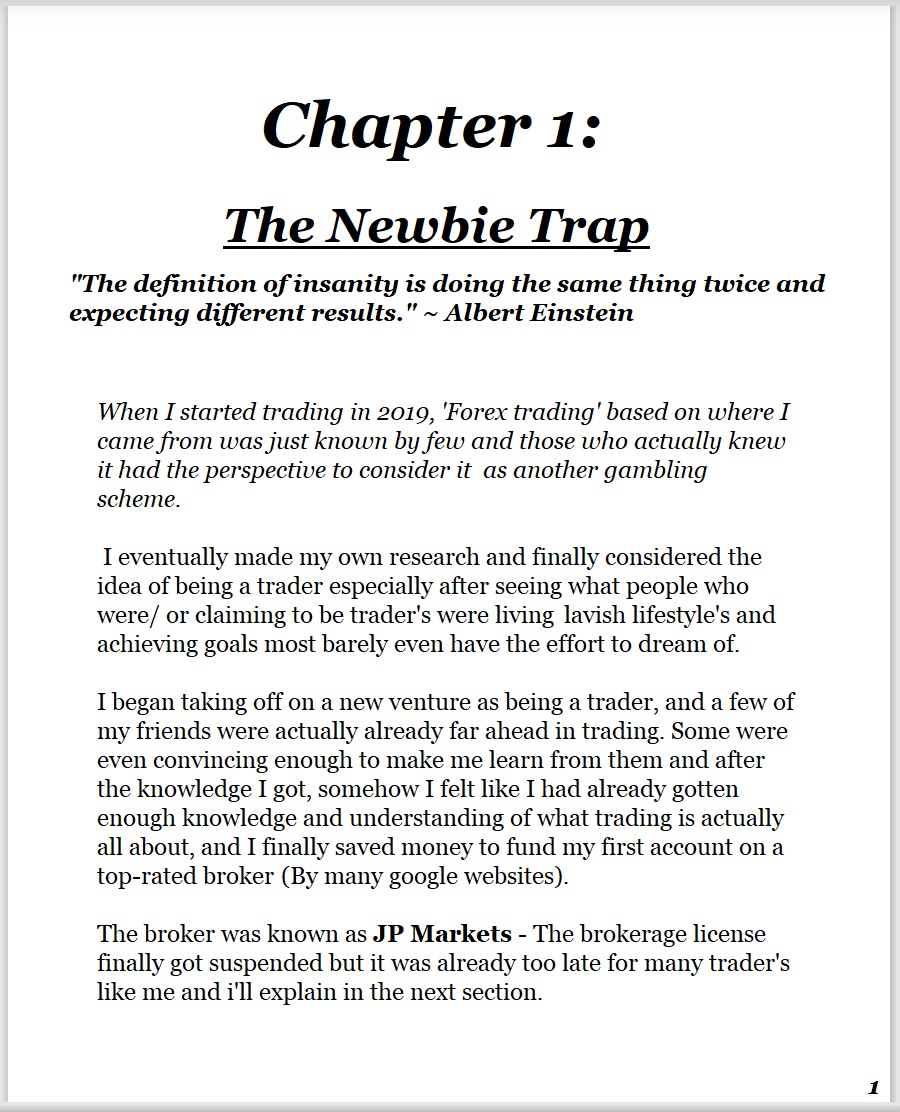 Chapter 1:
The Newbie Trap
"The definition of insanity is doing the same thing twice and
expecting different results." ~ Albert Einstein
When I started trading in 2019, 'Forex trading' based on where I
came from was just known by few and those who actually knew
it had the perspective to consider it  as another gambling
scheme.
I eventually made my own research and finally considered the
idea of being a trader especially after seeing what people who
were/ or claiming to be trader's were living  lavish lifestyle's and
achieving goals most barely even have the effort to dream of.
I began taking off on a new venture as being a trader, and a few of
my friends were actually already far ahead in trading. Some were
even convincing enough to make me learn from them and after
the knowledge I got, somehow I felt like I had already gotten
enough knowledge and understanding of what trading is actually
all about, and I finally saved money to fund my first account on a
top-rated broker (By many google websites).
The broker was known as JP Markets - The brokerage license
finally got suspended but it was already too late for many trader's
like me and i'll explain in the next section.
1